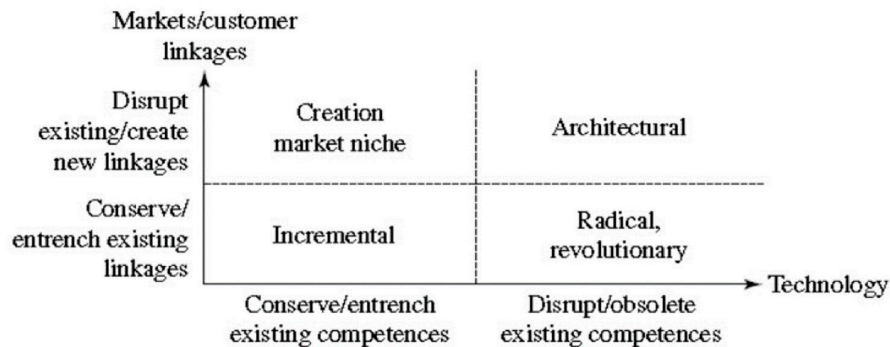 Markets/customer
linkages
Disrupt
existing/create
new linkages
Creation
market niche
Architectural
Conserve/
entrench existing
linkages
Incremental
Radical,
revolutionary
Technology
Conserve/entrench
existing competences
Disrupt/obsolete
existing competences